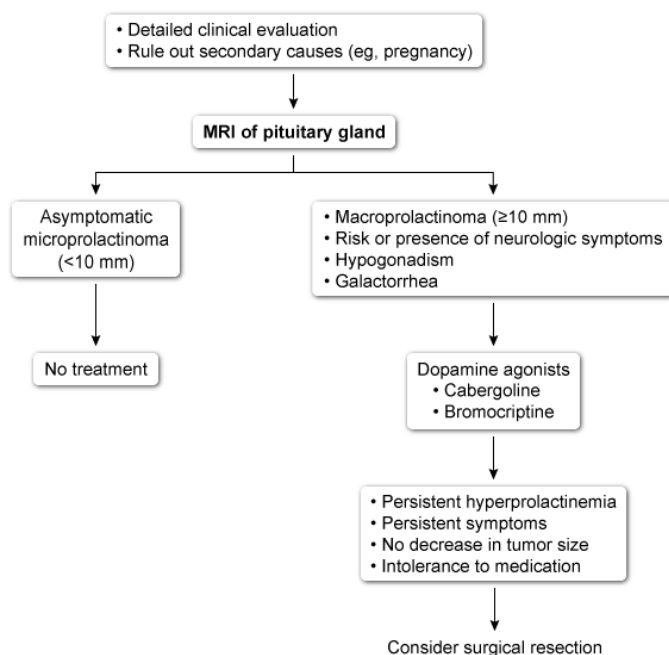 • Detailed clinical evaluation
• Rule out secondary causes (eg, pregnancy)
MRI of pituitary gland
Asymptomatic
microprolactinoma
(<10 mm)
No treatment
• Macroprolactinoma (≥10 mm)
• Risk or presence of neurologic symptoms
• Hypogonadism
• Galactorrhea
Dopamine agonists
• Cabergoline
• Bromocriptine
• Persistent hyperprolactinemia
• Persistent symptoms
• No decrease in tumor size
• Intolerance to medication
Consider surgical resection